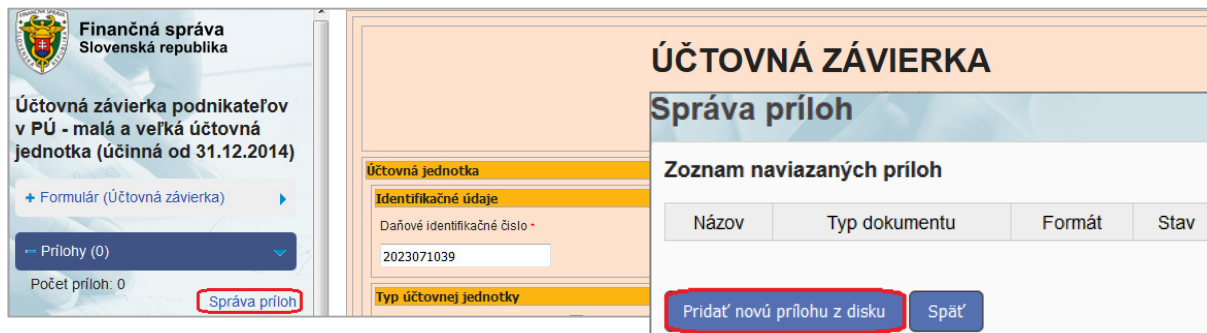 Finančná správa
Slovenská republika
Účtovná závierka podnikateľov
v PÚ - malá a veľká účtovná
jednotka (účinná od 31.12.2014)
+ Formulár (Účtovná závierka)
Prílohy (0)
Počet príloh: 0
Správa príloh
ÚČTOVNÁ ZÁVIERKA
Účtovná jednotka
Identifikačné údaje
Daňové identifikačné číslo *
2023071039
Typ účtovnej jednotky
Správa príloh
Zoznam naviazaných príloh
Názov Typ dokumentu Formát Stav
Pridať novú prílohu z disku Späť